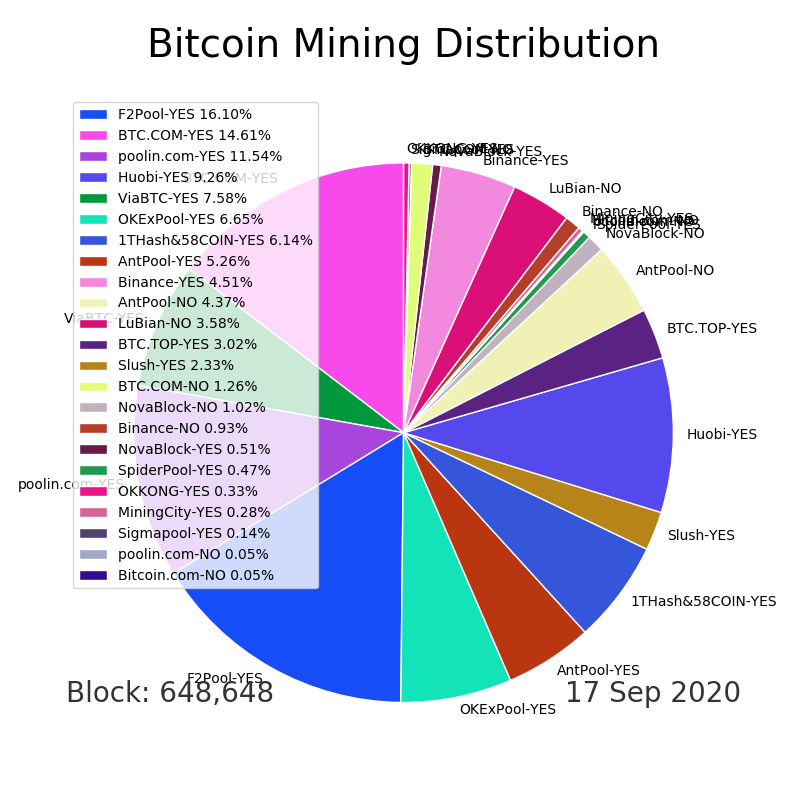 Bitcoin Mining Distribution
F2Pool-YES 16.10%
BTC.COM-YES 14.61%
poolin.com-YES 11.54%
Huobi-YES 9.26%
ViaBTC-YES 7.58%
OKExPool-YES 6.65%
1THash&58COIN-YES 6.14%
AntPool-YES 5.26%
Binance-YES 4.51%
AntPool-NO 4.37%
LuBian-NO 3.58%
BTC.TOP-YES 3.02%
Slush-YES 2.33%
BTC.COM-NO 1.26%
NovaBlock-NO 1.02%
Binance-NO 0.93%
NovaBlock-YES 0.51%
SpiderPool-YES 0.47%
OKKONG-YES 0.33%
MiningCity-YES 0.28%
Sigmapool-YES 0.14%
poolin.com-NO 0.05%
Bitcoin.com-NO 0.05%
OKKONG-YES
NovaBlock-YES
Binance-YES
LuBian-NO
Binance-NO
SpiderPool-YES
NovaBlock-NO
AntPool-NO
BTC.TOP-YES
Huobi-YES
Slush-YES
1THash&58COIN-YES
AntPool-YES
OKExPool-YES
F2Pool-YES
poolin.com-YES
ViaBTC-YES
BTC.COM-YES
Block: 648,648
17 Sep 2020